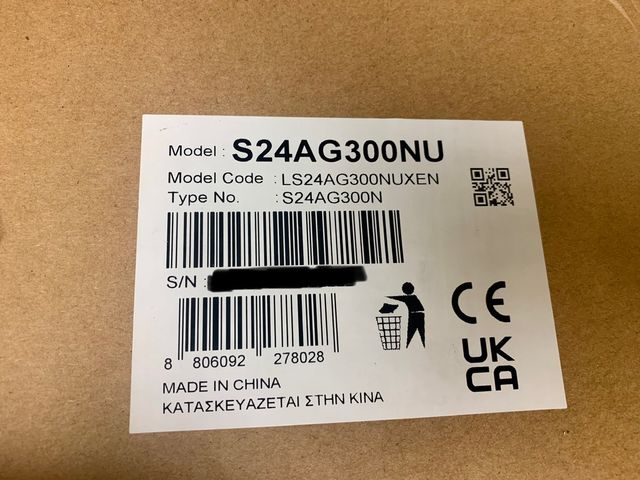 Model : S24AG300NU
Model Code : LS24AG300NUXEN
Type No. : S24AG300N
S/N :
8 806092 278028
CE
UK
CA
MADE IN CHINA
ΚΑΤΑΣΚΕΥΑΖΕΤΑΙ ΣΤΗΝ ΚΙΝΑ